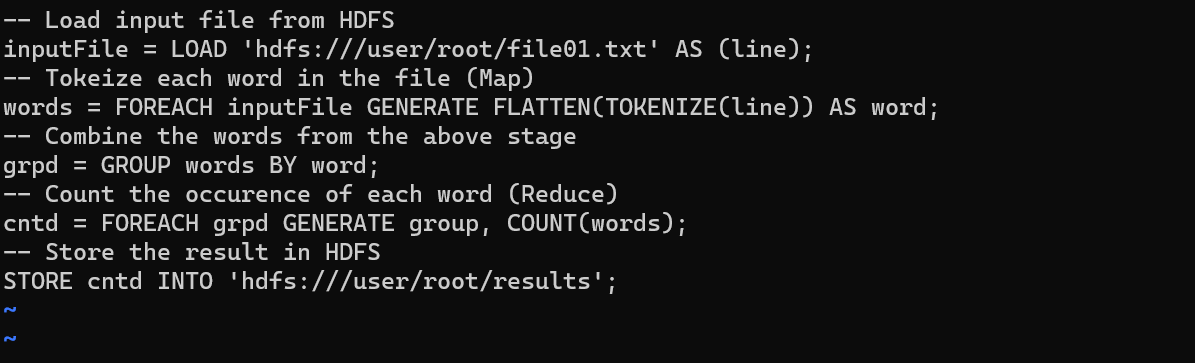 -- Load input file from HDFS
inputFile = LOAD 'hdfs:///user/root/file01.txt' AS (line);
-- Tokeize each word in the file (Map)
words = FOREACH inputFile GENERATE FLATTEN(TOKENIZE(line)) AS word;
-- Combine the words from the above stage
grpd = GROUP words BY word;
-- Count the occurence of each word (Reduce)
cntd = FOREACH grpd GENERATE group, COUNT(words);
-- Store the result in HDFS
STORE cntd INTO 'hdfs:///user/root/results';
~
~